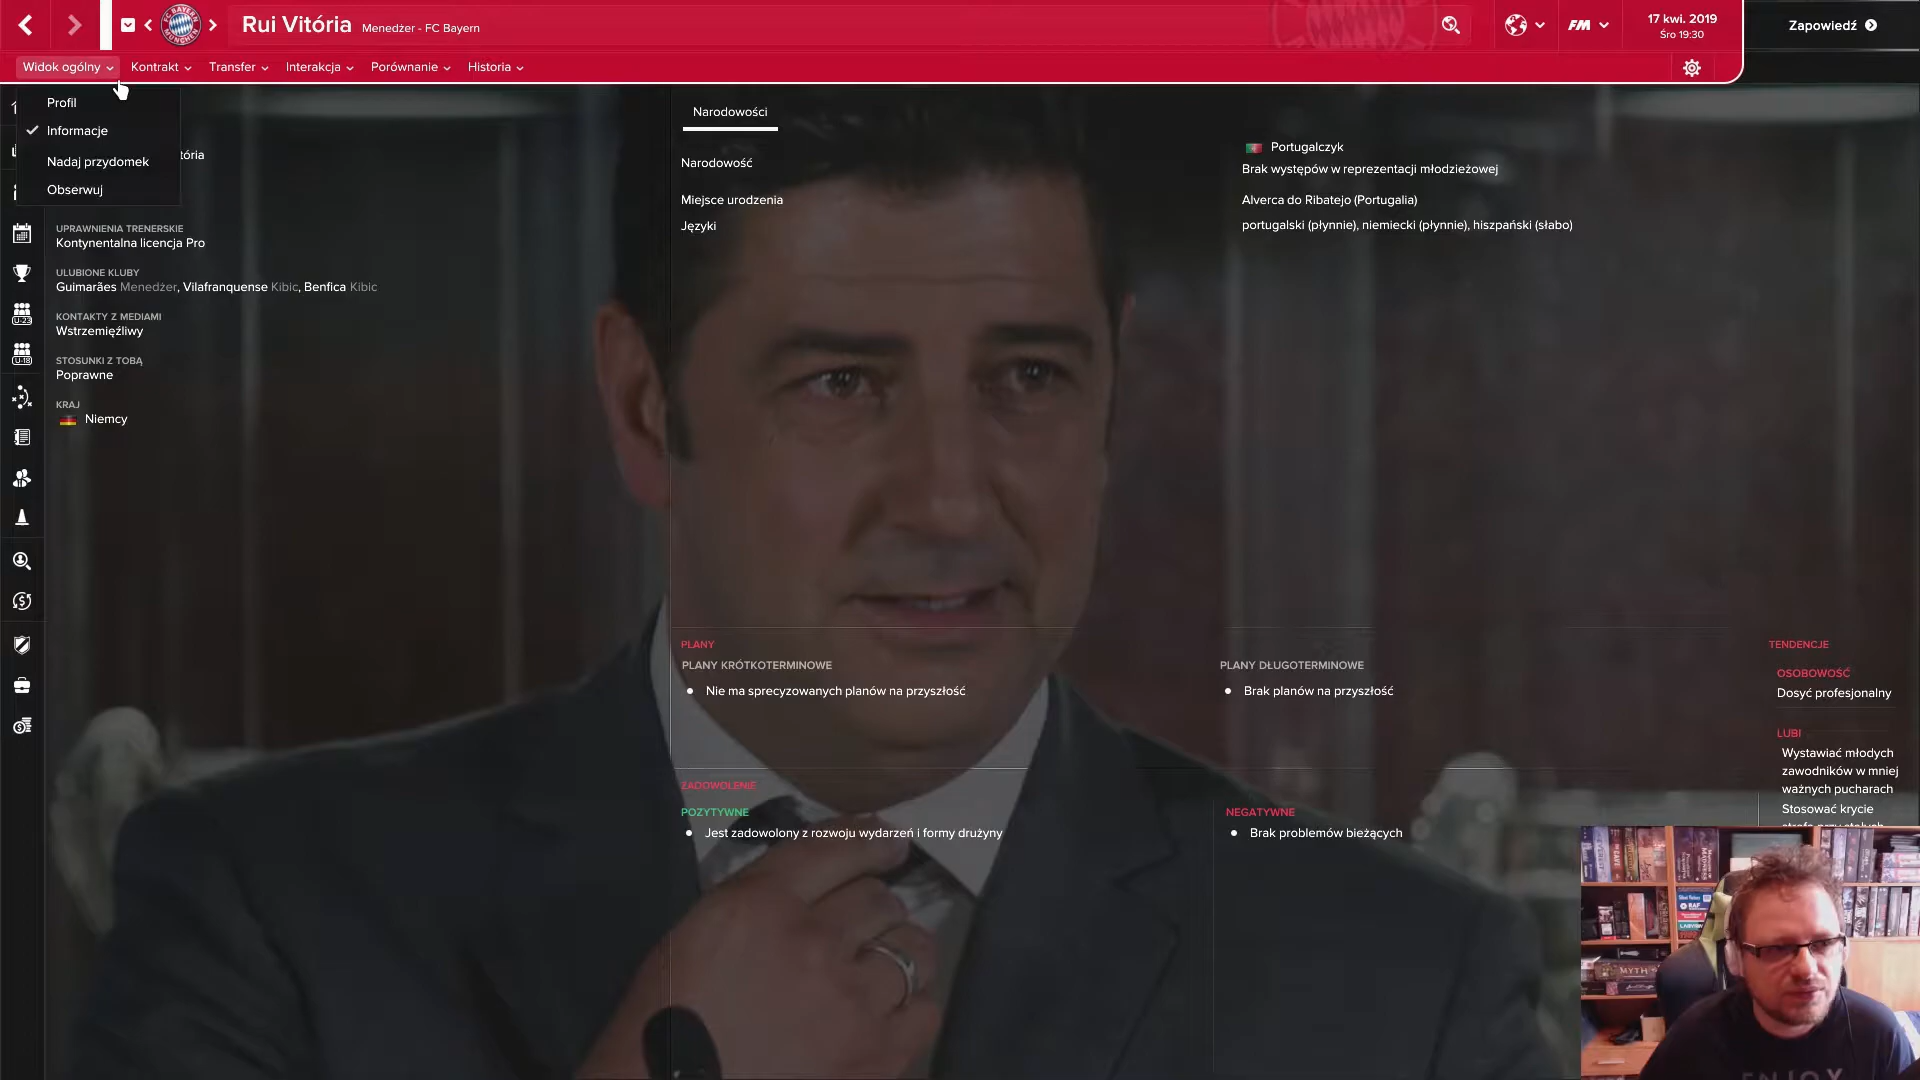 Rui Vitória
Menedżer - FC Bayern
FM
17 kwi. 2019
Śro 19:30
Zapowiedź
Widok ogólny
Kontrakt
Transfer
Interakcja
Porównanie
Historia
Profil
Informacje
Nadaj przydomek
Obserwuj
tória
Narodowości
Narodowość
Portugalczyk
Brak występów w reprezentacji młodzieżowej
Miejsce urodzenia
Alverca do Ribatejo (Portugalia)
Języki
portugalski (płynnie), niemiecki (płynnie), hiszpański (słabo)
UPRAWNIENIA TRENERSKIE
Kontynentalna licencja Pro
ULUBIONE KLUBY
Guimarães Menedżer, Vilafranquense Kibic, Benfica Kibic
KONTAKTY Z MEDIAMI
Wstrzemięźliwy
STOSUNKI Z TOBĄ
Poprawne
KRAJ
Niemcy
U-23
U-18
PLANY
PLANY KRÓTKOTERMINOWE
Nie ma sprecyzowanych planów na przyszłość
PLANY DŁUGOTERMINOWE
Brak planów na przyszłość
ZADOWOLENIE
POZYTYWNE
Jest zadowolony z rozwoju wydarzeń i formy drużyny
NEGATYWNE
Brak problemów bieżących
TENDENCJE
OSOBOWOŚĆ
Dosyć profesjonalny
LUBI
Wystawiać młodych
zawodników w mniej
ważnych pucharach
Stosować krycie
MYTH
ENJOY